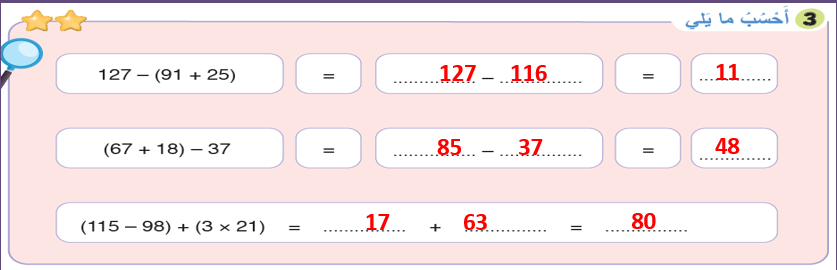 3 أَحْسُبُ ما يَلي
127 – (91 + 25) = 127 – 116 = 11
(67 + 18) – 37 = 85 – 37 = 48
(115 – 98) + (3 × 21) = 17 + 63 = 80